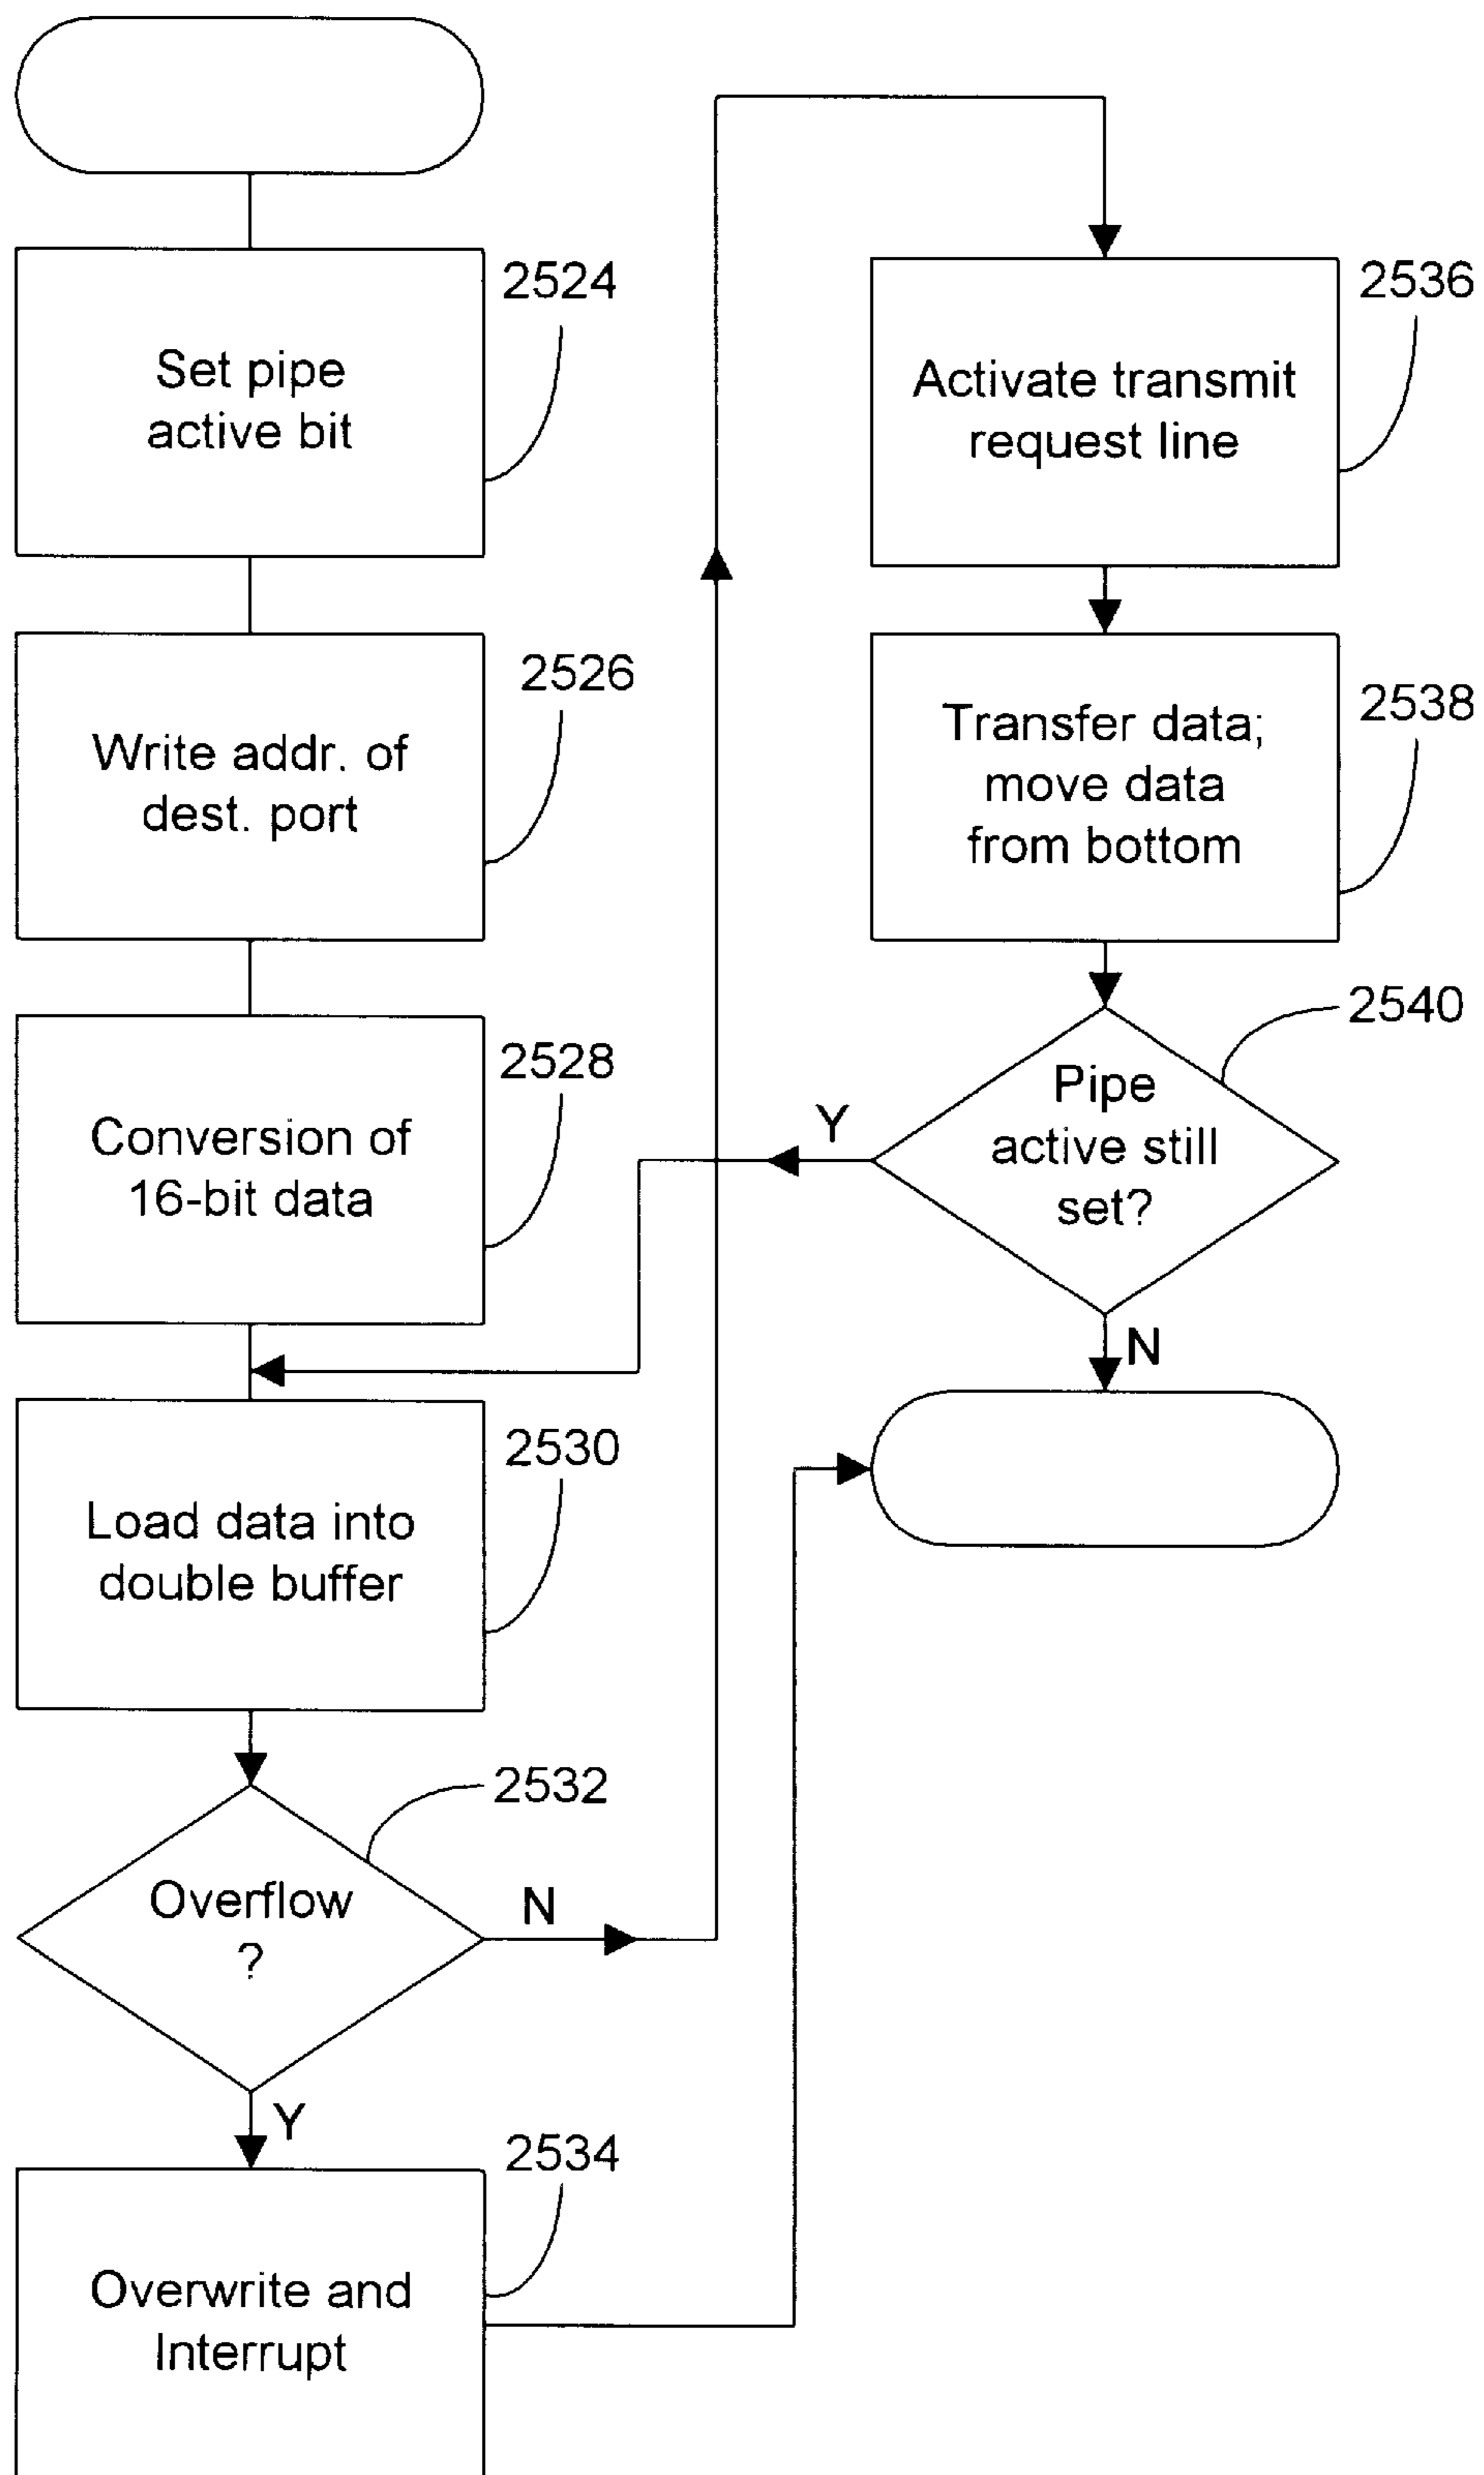 2524
Set pipe
active bit
2526
Write addr. of
dest. port
2528
Conversion of
16-bit data
2530
Load data into
double buffer
2532
Overflow
?
N
Y
2534
Overwrite and
Interrupt
2536
Activate transmit
request line
2538
Transfer data;
move data
from bottom
2540
Pipe
active still
set?
Y
N